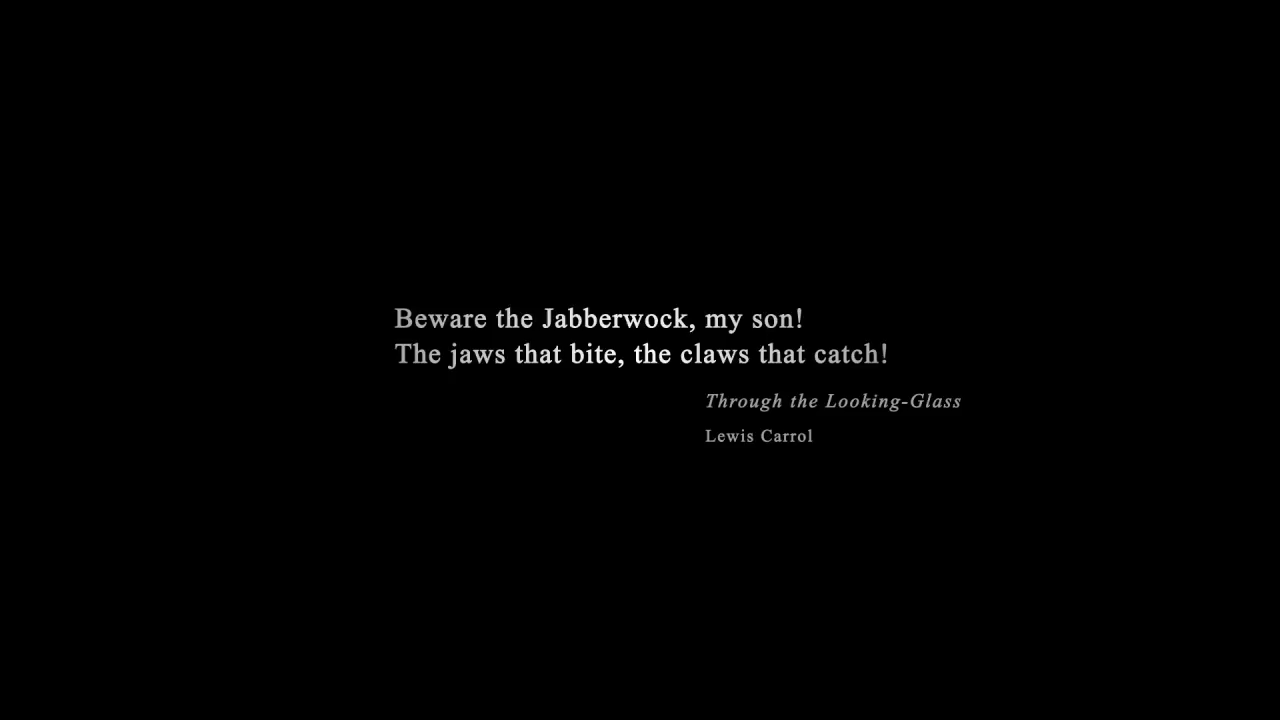 Beware the Jabberwock, my son!
The jaws that bite, the claws that catch!
Through the Looking-Glass
Lewis Carrol